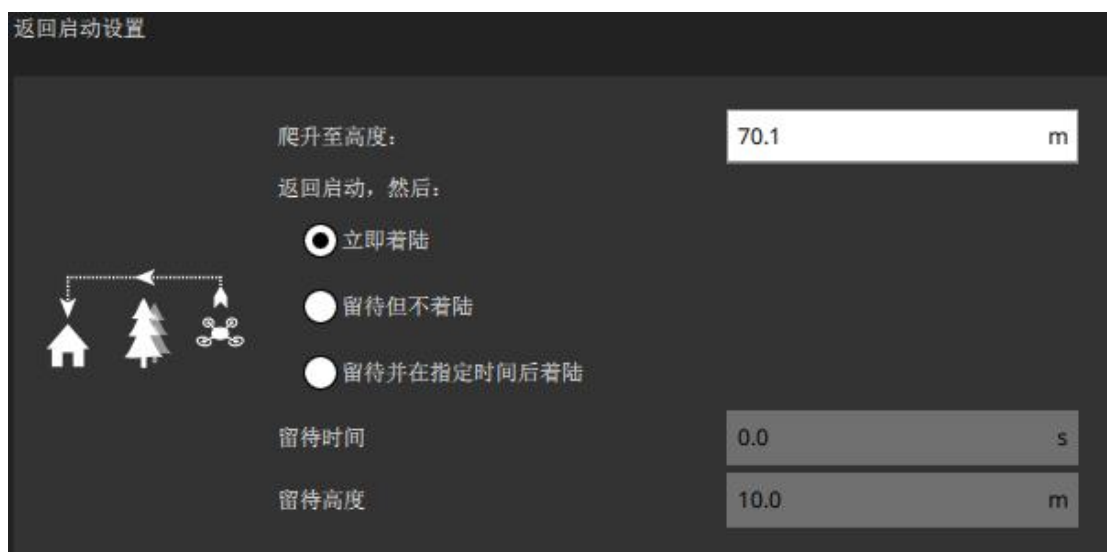 返回启动设置
爬升至高度： 70.1 m
返回启动，然后：
立即着陆
留待但不着陆
留待并在指定时间后着陆
留待时间 0.0 s
留待高度 10.0 m